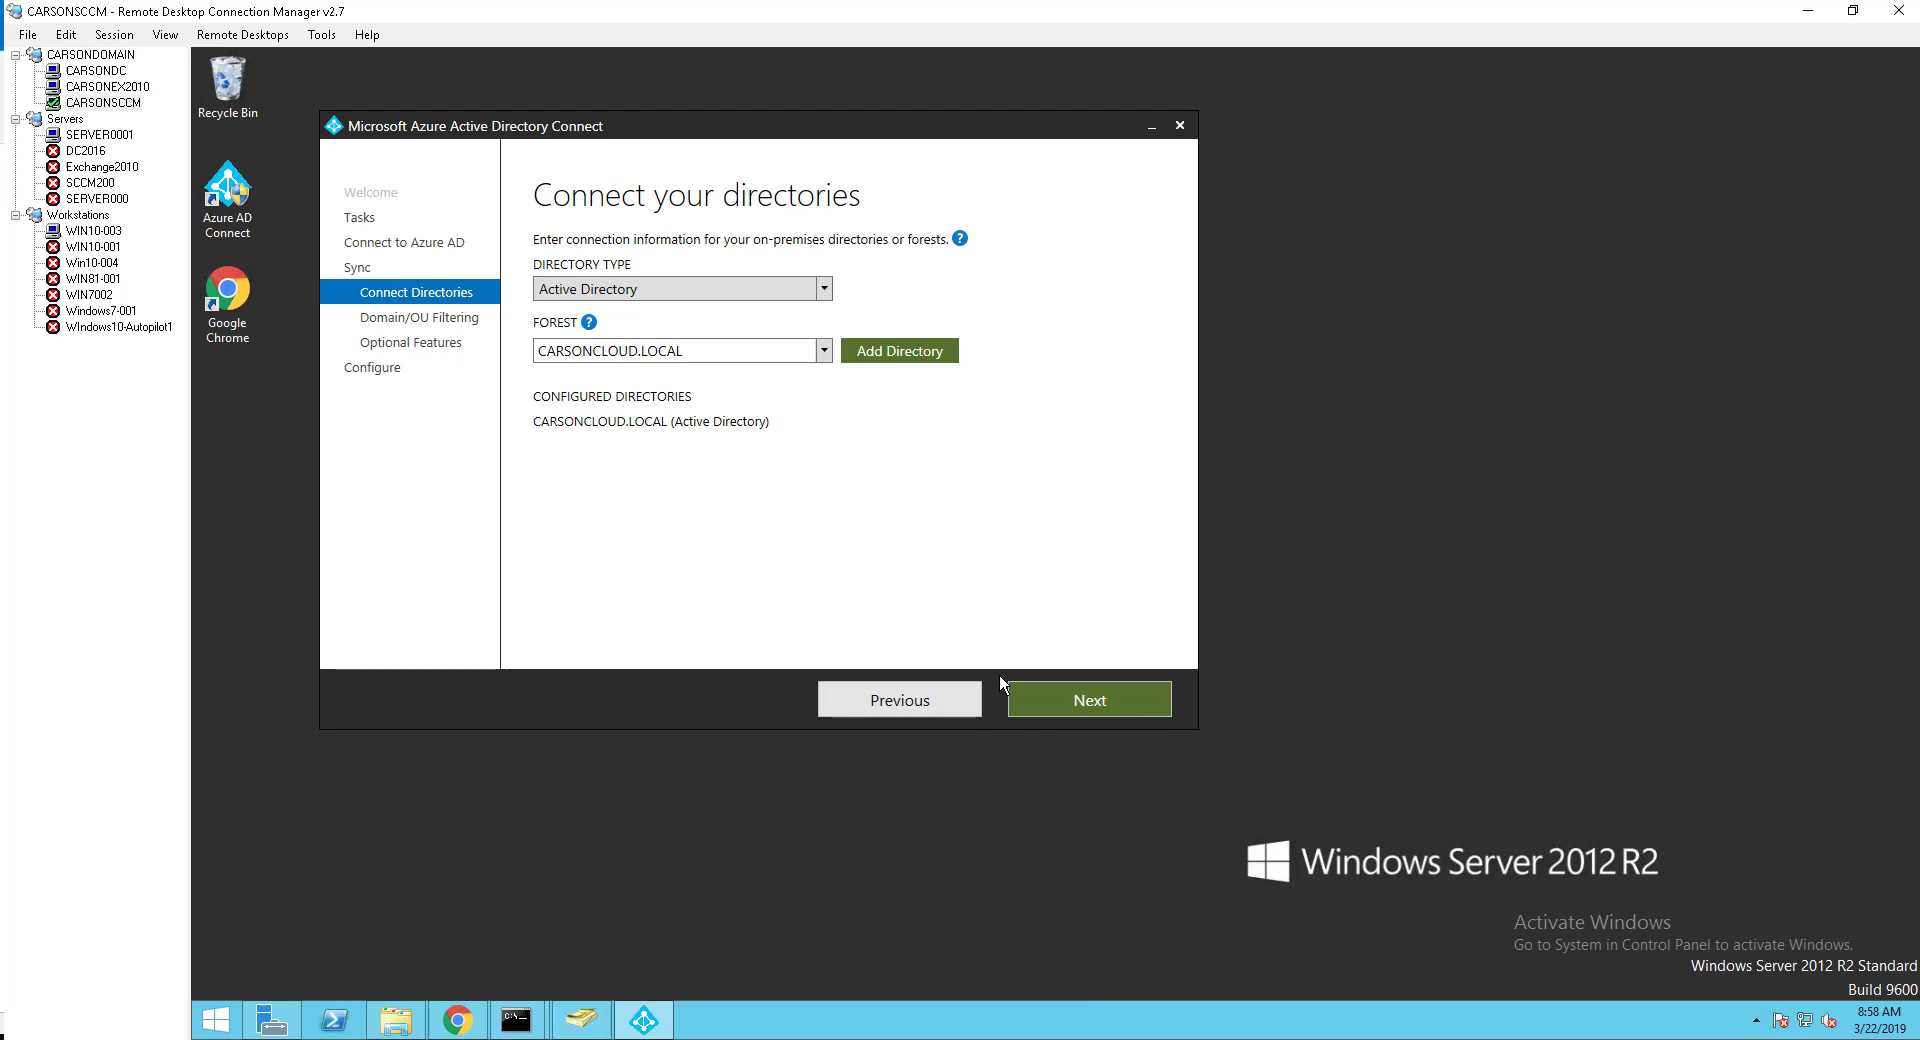 CARSONSCCM - Remote Desktop Connection Manager v2.7
File Edit Session View Remote Desktops Tools Help
CARSONDOMAIN
CARSONDC
CARSONEX2010
CARSONSCCM
Servers
SERVER0001
DC2016
Exchange2010
SCCM200
SERVER000
Workstations
WIN10-003
WIN10-001
Win10-004
WIN81-001
WIN7002
Windows7-001
WIndows10-Autopilot1
Recycle Bin
Azure AD
Connect
Google
Chrome
Microsoft Azure Active Directory Connect
Welcome
Tasks
Connect to Azure AD
Sync
Connect Directories
Domain/OU Filtering
Optional Features
Configure
Connect your directories
Enter connection information for your on-premises directories or forests. ?
DIRECTORY TYPE
Active Directory
FOREST ?
CARSONCLOUD.LOCAL
Add Directory
CONFIGURED DIRECTORIES
CARSONCLOUD.LOCAL (Active Directory)
Previous
Next
Windows Server 2012 R2
Activate Windows
Go to System in Control Panel to activate Windows.
Windows Server 2012 R2 Standard
Build 9600
C:\_
8:58 AM
3/22/2019